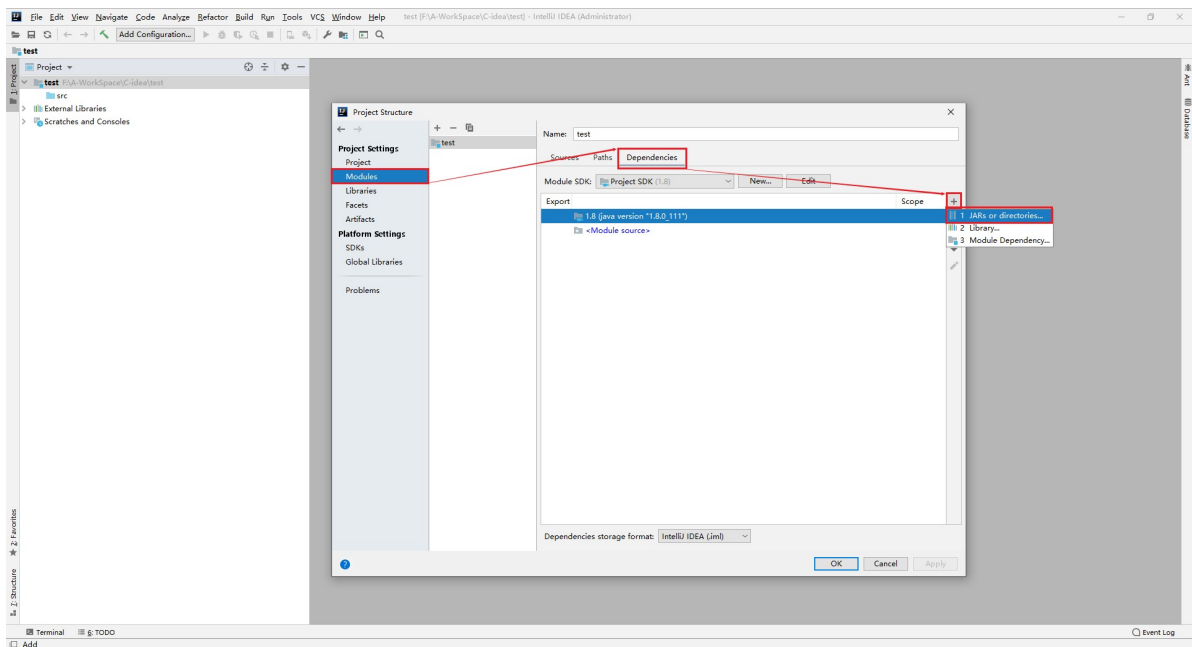 File Edit View Navigate Code Analyze Refactor Build Run Tools VCS Window Help test [F:\A-WorkSpace\C-idea\test] - IntelliJ IDEA (Administrator)
Add Configuration...
test
1: Project
Project
test F:\A-WorkSpace\C-idea\test
src
External Libraries
Scratches and Consoles
Ant
Database
Project Structure
Project Settings
Project
Modules
Libraries
Facets
Artifacts
Platform Settings
SDKs
Global Libraries
Problems
test
Name: test
Sources Paths Dependencies
Module SDK: Project SDK (1.8) New... Edit
Export Scope
1.8 (java version "1.8.0_111")
<Module source>
1 JARs or directories...
2 Library...
3 Module Dependency...
Dependencies storage format: IntelliJ IDEA (.iml)
OK Cancel Apply
2: Favorites
7: Structure
Terminal 6: TODO Event Log
Add